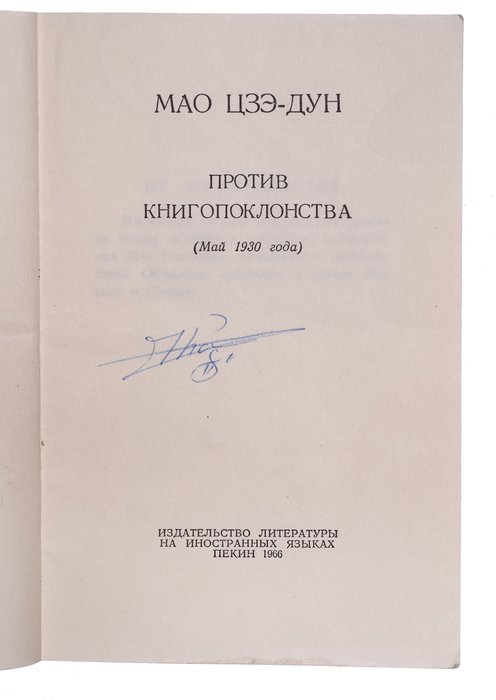 МАО ЦЗЭ-ДУН
ПРОТИВ
КНИГОПОКЛОНСТВА
(Май 1930 года)
ИЗДАТЕЛЬСТВО ЛИТЕРАТУРЫ
НА ИНОСТРАННЫХ ЯЗЫКАХ
ПЕКИН 1966